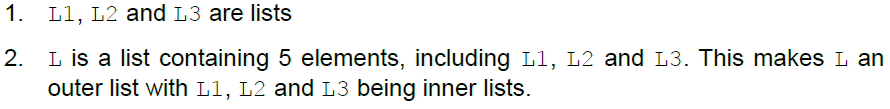 1. L1, L2 and L3 are lists
2. L is a list containing 5 elements, including L1, L2 and L3. This makes L an
outer list with L1, L2 and L3 being inner lists.